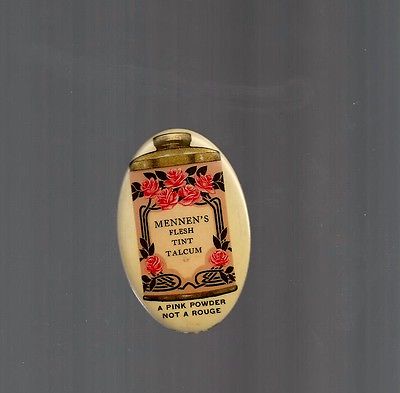 MENNEN'S
FLESH
TINT
TALCUM
A PINK POWDER
NOT A ROUGE